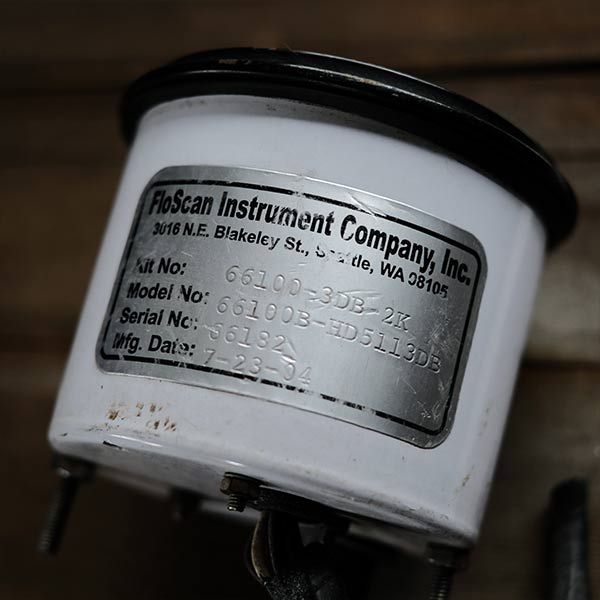 FloScan Instrument Company, Inc.
3016 N.E. Blakeley St., Seattle, WA 98105
Kit No: 66100-3DB-2K
Model No: 66100B-HD5113DB
Serial No: 66182
Mfg. Date: 7-23-04